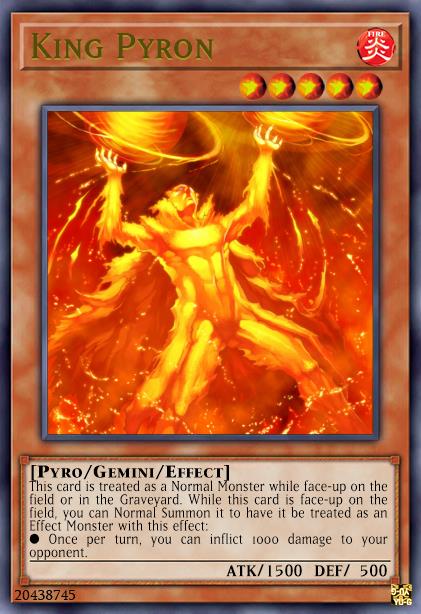 King Pyron
FIRE
炎
[Pyro/Gemini/Effect]
This card is treated as a Normal Monster while face-up on the
field or in the Graveyard. While this card is face-up on the
field, you can Normal Summon it to have it be treated as an
Effect Monster with this effect:
● Once per turn, you can inflict 1000 damage to your
opponent.
ATK/1500 DEF/ 500
20438745